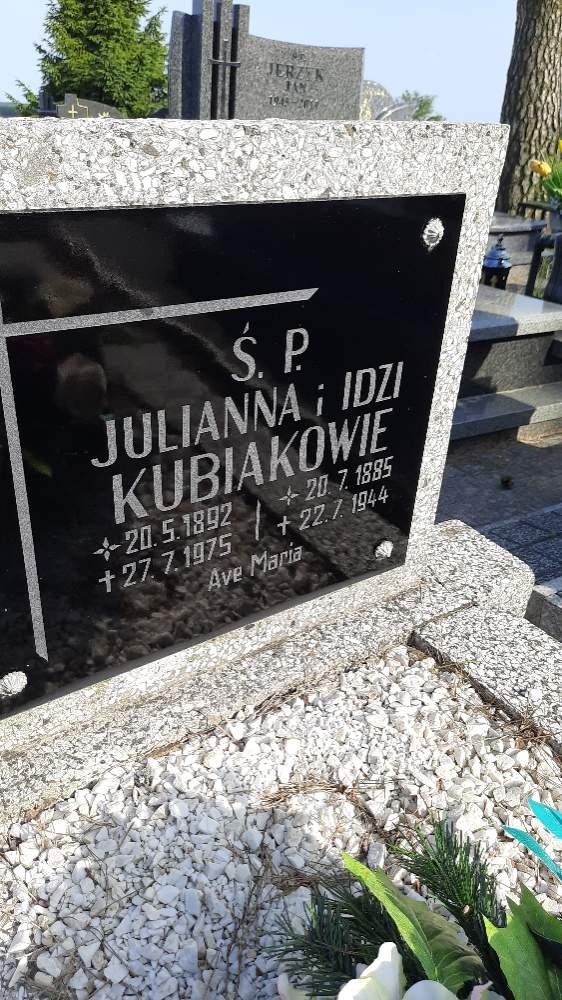 JERZYK
JAN
Ś. P.
JULIANNA i IDZI
KUBIAKOWIE
20.5.1892 | 20.7.1885
+ 27.7.1975 + 22.7.1944
Ave Maria